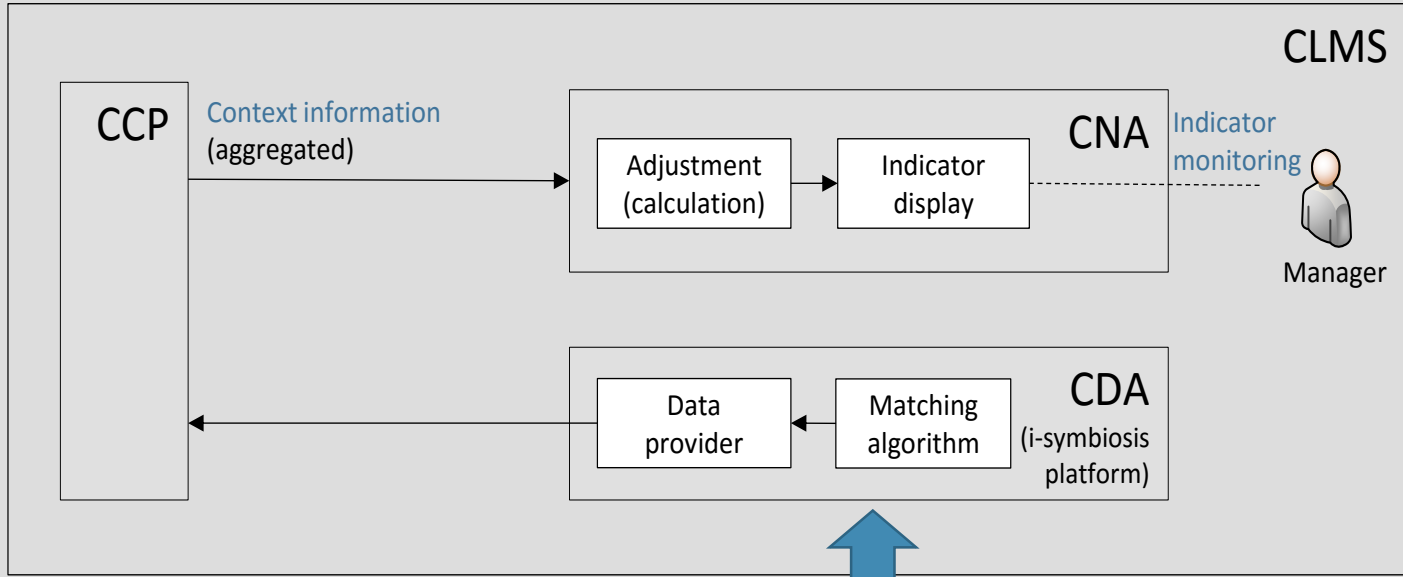 CLMS
CCP
Context information
(aggregated)
CNA
Adjustment
(calculation)
Indicator
display
Indicator
monitoring
Manager
CDA
(i-symbiosis
platform)
Data
provider
Matching
algorithm